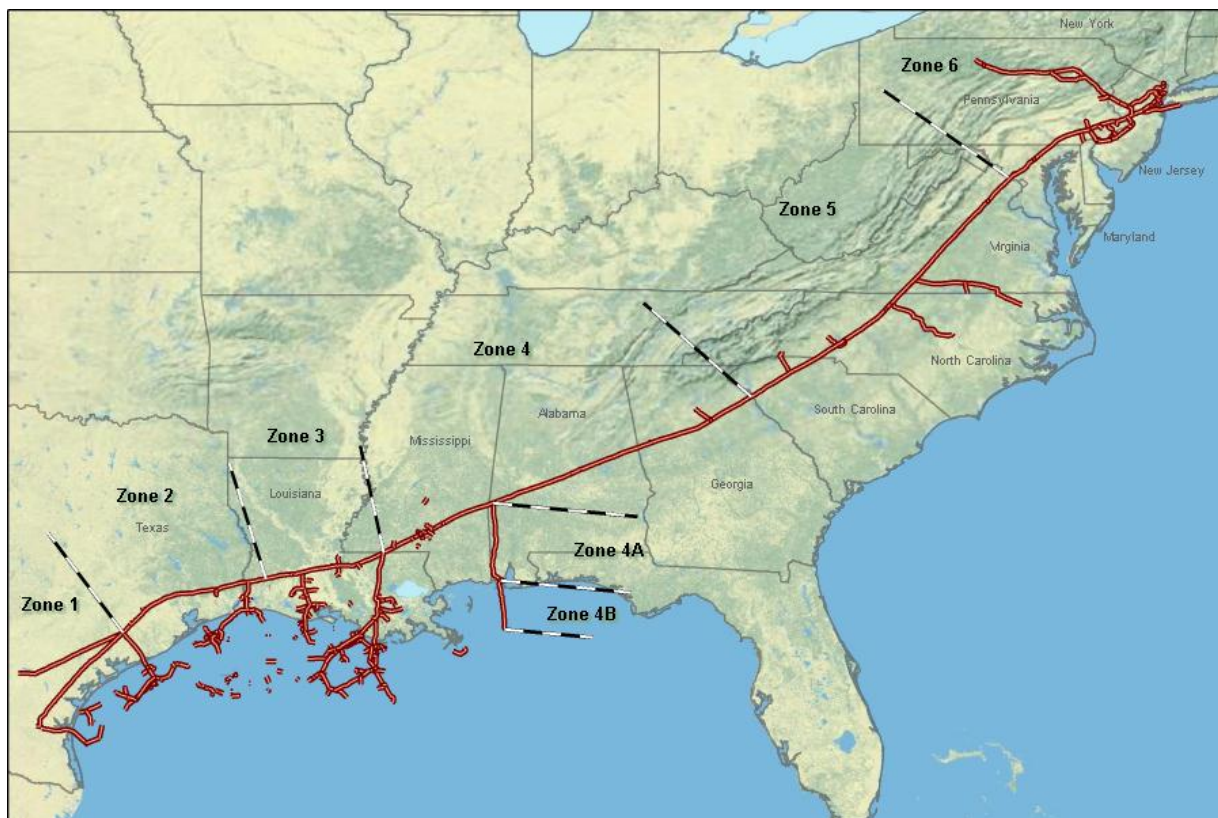 New York
Zone 6
Pennsylvania
New Jersey
Zone 5
Maryland
Virginia
Zone 4
North Carolina
Alabama
South Carolina
Zone 3
Mississippi
Georgia
Zone 2
Louisiana
Texas
Zone 4A
Zone 1
Zone 4B